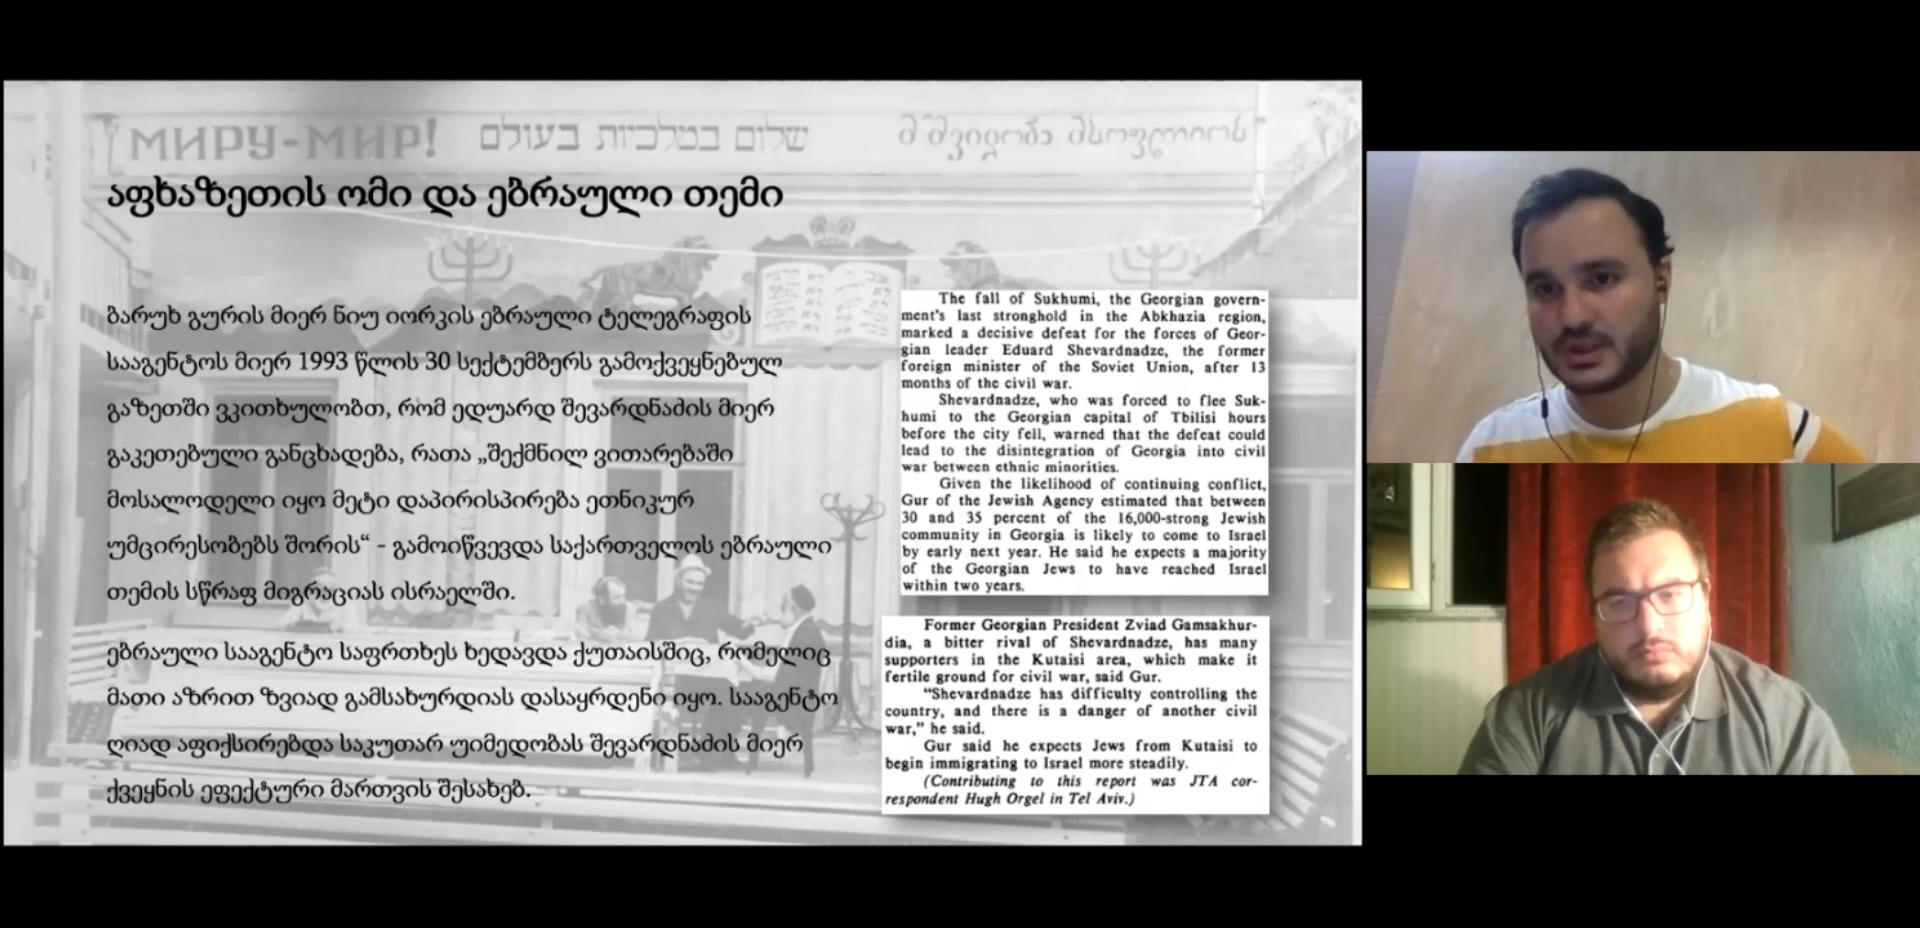 МИРУ-МИР! שלום במלכיות בעולם მშვიდობა მსოფლიოს
აფხაზეთის ომი და ებრაული თემი
ბარუხ გურის მიერ ნიუ იორკის ებრაული ტელეგრაფის
სააგენტოს მიერ 1993 წლის 30 სექტემბერს გამოქვეყნებულ
გაზეთში ვკითხულობთ, რომ ედუარდ შევარდნაძის მიერ
გაკეთებული განცხადება, რათა „შექმნილ ვითარებაში
მოსალოდელი იყო მეტი დაპირისპირება ეთნიკურ
უმცირესობებს შორის“ - გამოიწვევდა საქართველოს ებრაული
თემის სწრაფ მიგრაციას ისრაელში.
ებრაული სააგენტო საფრთხეს ხედავდა ქუთაისშიც, რომელიც
მათი აზრით ზვიად გამსახურდიას დასაყრდენი იყო. სააგენტო
ღიად აფიქსირებდა საკუთარ უიმედობას შევარდნაძის მიერ
ქვეყნის ეფექტური მართვის შესახებ.
The fall of Sukhumi, the Georgian govern-
ment's last stronghold in the Abkhazia region,
marked a decisive defeat for the forces of Geor-
gian leader Eduard Shevardnadze, the former
foreign minister of the Soviet Union, after 13
months of the civil war.
Shevardnadze, who was forced to flee Suk-
humi to the Georgian capital of Tbilisi hours
before the city fell, warned that the defeat could
lead to the disintegration of Georgia into civil
war between ethnic minorities.
Given the likelihood of continuing conflict,
Gur of the Jewish Agency estimated that between
30 and 35 percent of the 16,000-strong Jewish
community in Georgia is likely to come to Israel
by early next year. He said he expects a majority
of the Georgian Jews to have reached Israel
within two years.
Former Georgian President Zviad Gamsakhur-
dia, a bitter rival of Shevardnadze, has many
supporters in the Kutaisi area, which make it
fertile ground for civil war, said Gur.
"Shevardnadze has difficulty controlling the
country, and there is a danger of another civil
war," he said.
Gur said he expects Jews from Kutaisi to
begin immigrating to Israel more steadily.
(Contributing to this report was JTA cor-
respondent Hugh Orgel in Tel Aviv.)